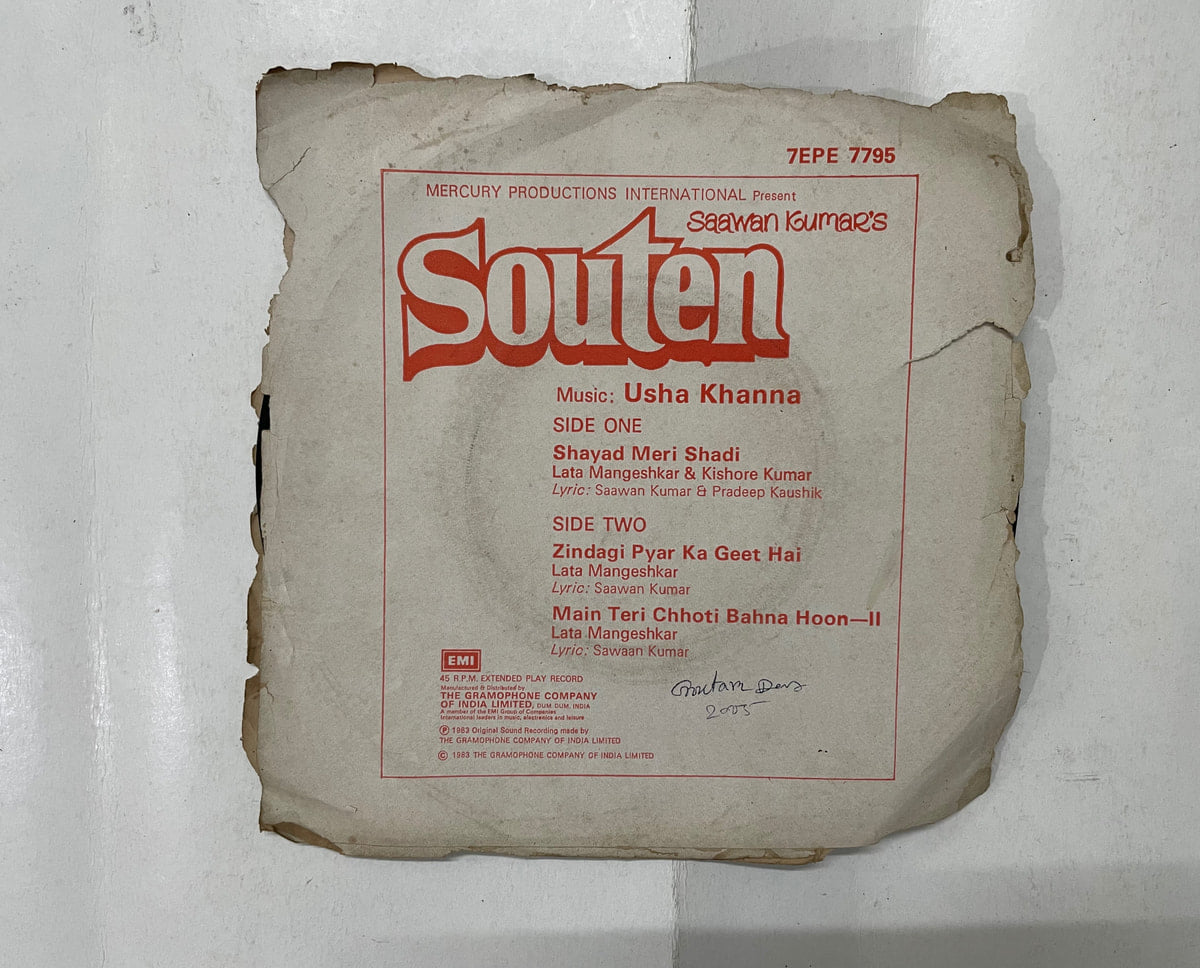 7EPE 7795
MERCURY PRODUCTIONS INTERNATIONAL Present
Saawan Kumar's
Souten
Music: Usha Khanna
SIDE ONE
Shayad Meri Shadi
Lata Mangeshkar & Kishore Kumar
Lyric: Saawan Kumar & Pradeep Kaushik
SIDE TWO
Zindagi Pyar Ka Geet Hai
Lata Mangeshkar
Lyric: Saawan Kumar
Main Teri Chhoti Bahna Hoon—II
Lata Mangeshkar
Lyric: Sawaan Kumar
EMI
45 R.P.M. EXTENDED PLAY RECORD
Manufactured & Distributed by
THE GRAMOPHONE COMPANY
OF INDIA LIMITED, DUM DUM, INDIA
A member of the EMI Group of Companies
International leaders in music, electronics and leisure
℗ 1983 Original Sound Recording made by
THE GRAMOPHONE COMPANY OF INDIA LIMITED
© 1983 THE GRAMOPHONE COMPANY OF INDIA LIMITED
2005